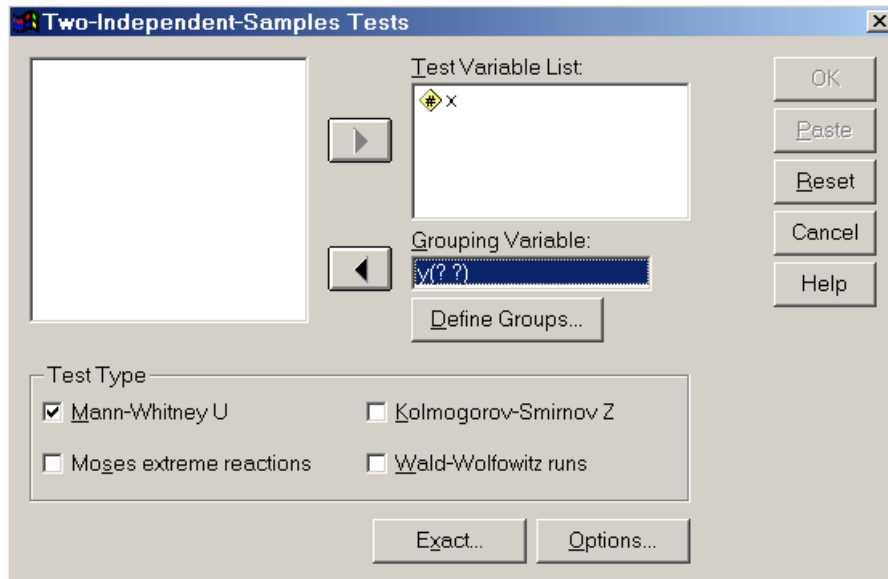 Two-Independent-Samples Tests
Test Variable List:
x
OK
Paste
Reset
Cancel
Help
Grouping Variable:
y(? ?)
Define Groups...
Test Type
Mann-Whitney U
Kolmogorov-Smirnov Z
Moses extreme reactions
Wald-Wolfowitz runs
Exact...
Options...